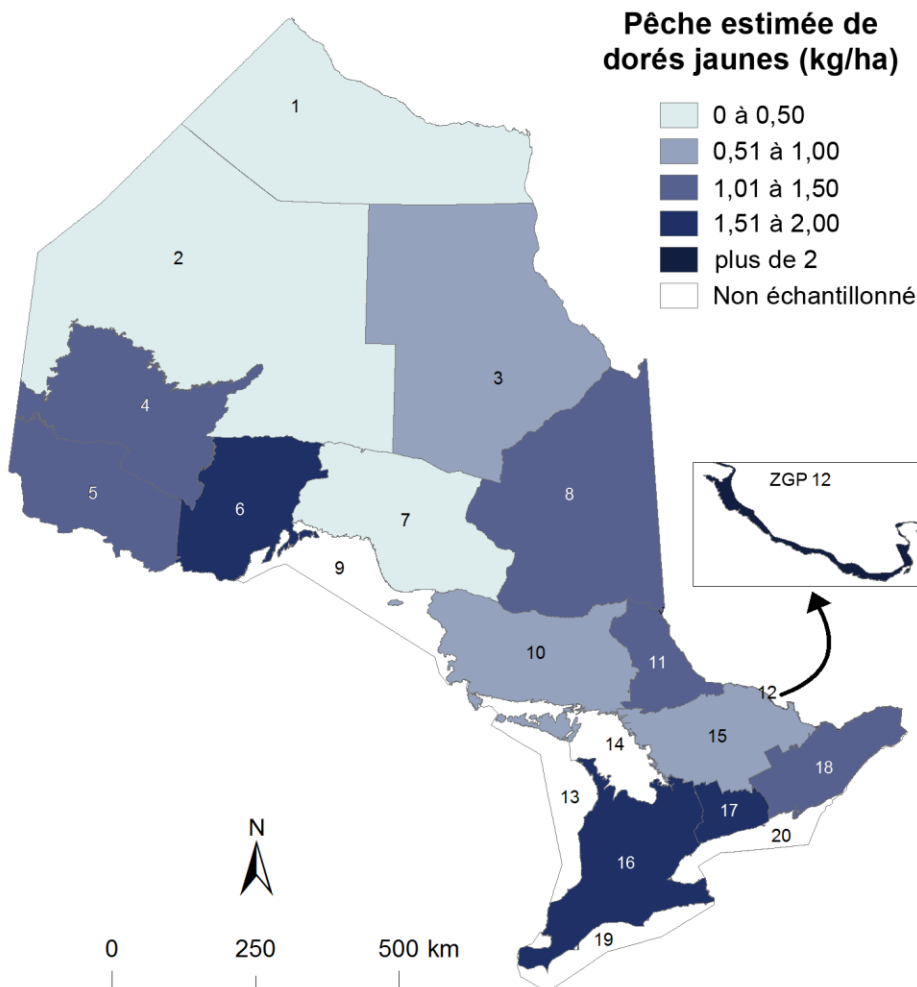 Pêche estimée de
dorés jaunes (kg/ha)
0 à 0,50
0,51 à 1,00
1,01 à 1,50
1,51 à 2,00
plus de 2
Non échantillonné
1
2
3
4
5
6
7
8
9
10
11
12
ZGP 12
13
14
15
16
17
18
19
20
N
0 250 500 km